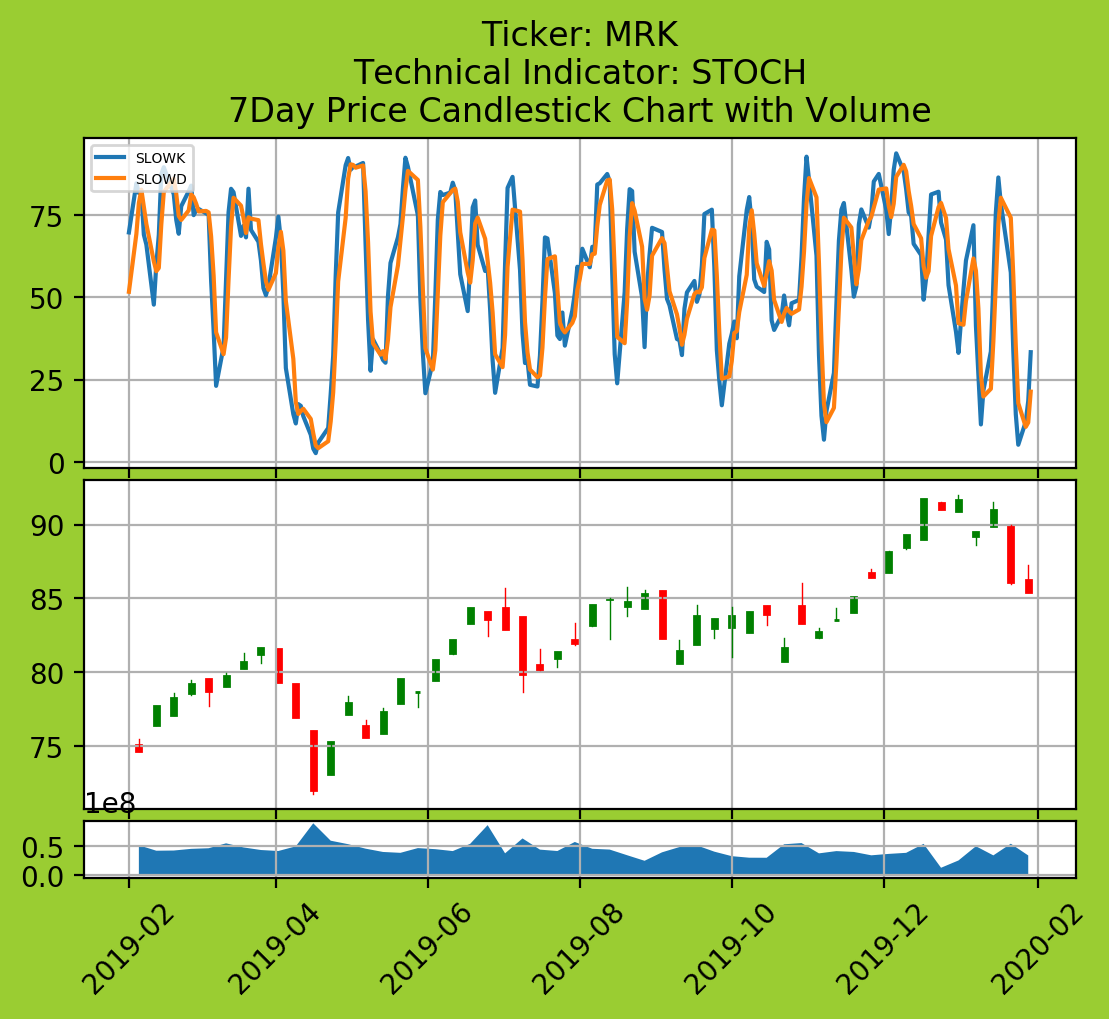 Ticker: MRK
Technical Indicator: STOCH
7Day Price Candlestick Chart with Volume
SLOWK
SLOWD
75
50
25
0
90
85
80
75
1e8
0.5
0.0
2019-02
2019-04
2019-06
2019-08
2019-10
2019-12
2020-02